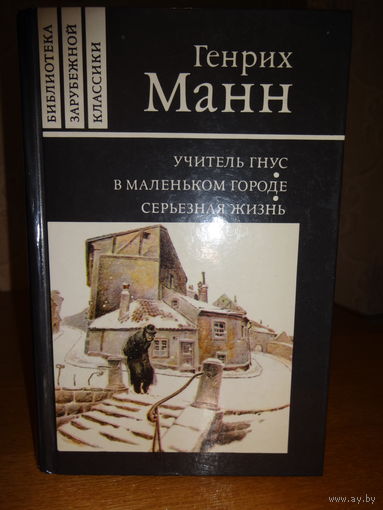 БИБЛИОТЕКА
ЗАРУБЕЖНОЙ
КЛАССИКИ
Генрих
Манн
УЧИТЕЛЬ ГНУС
В МАЛЕНЬКОМ ГОРОДЕ
СЕРЬЕЗНАЯ ЖИЗНЬ
www.ay.by